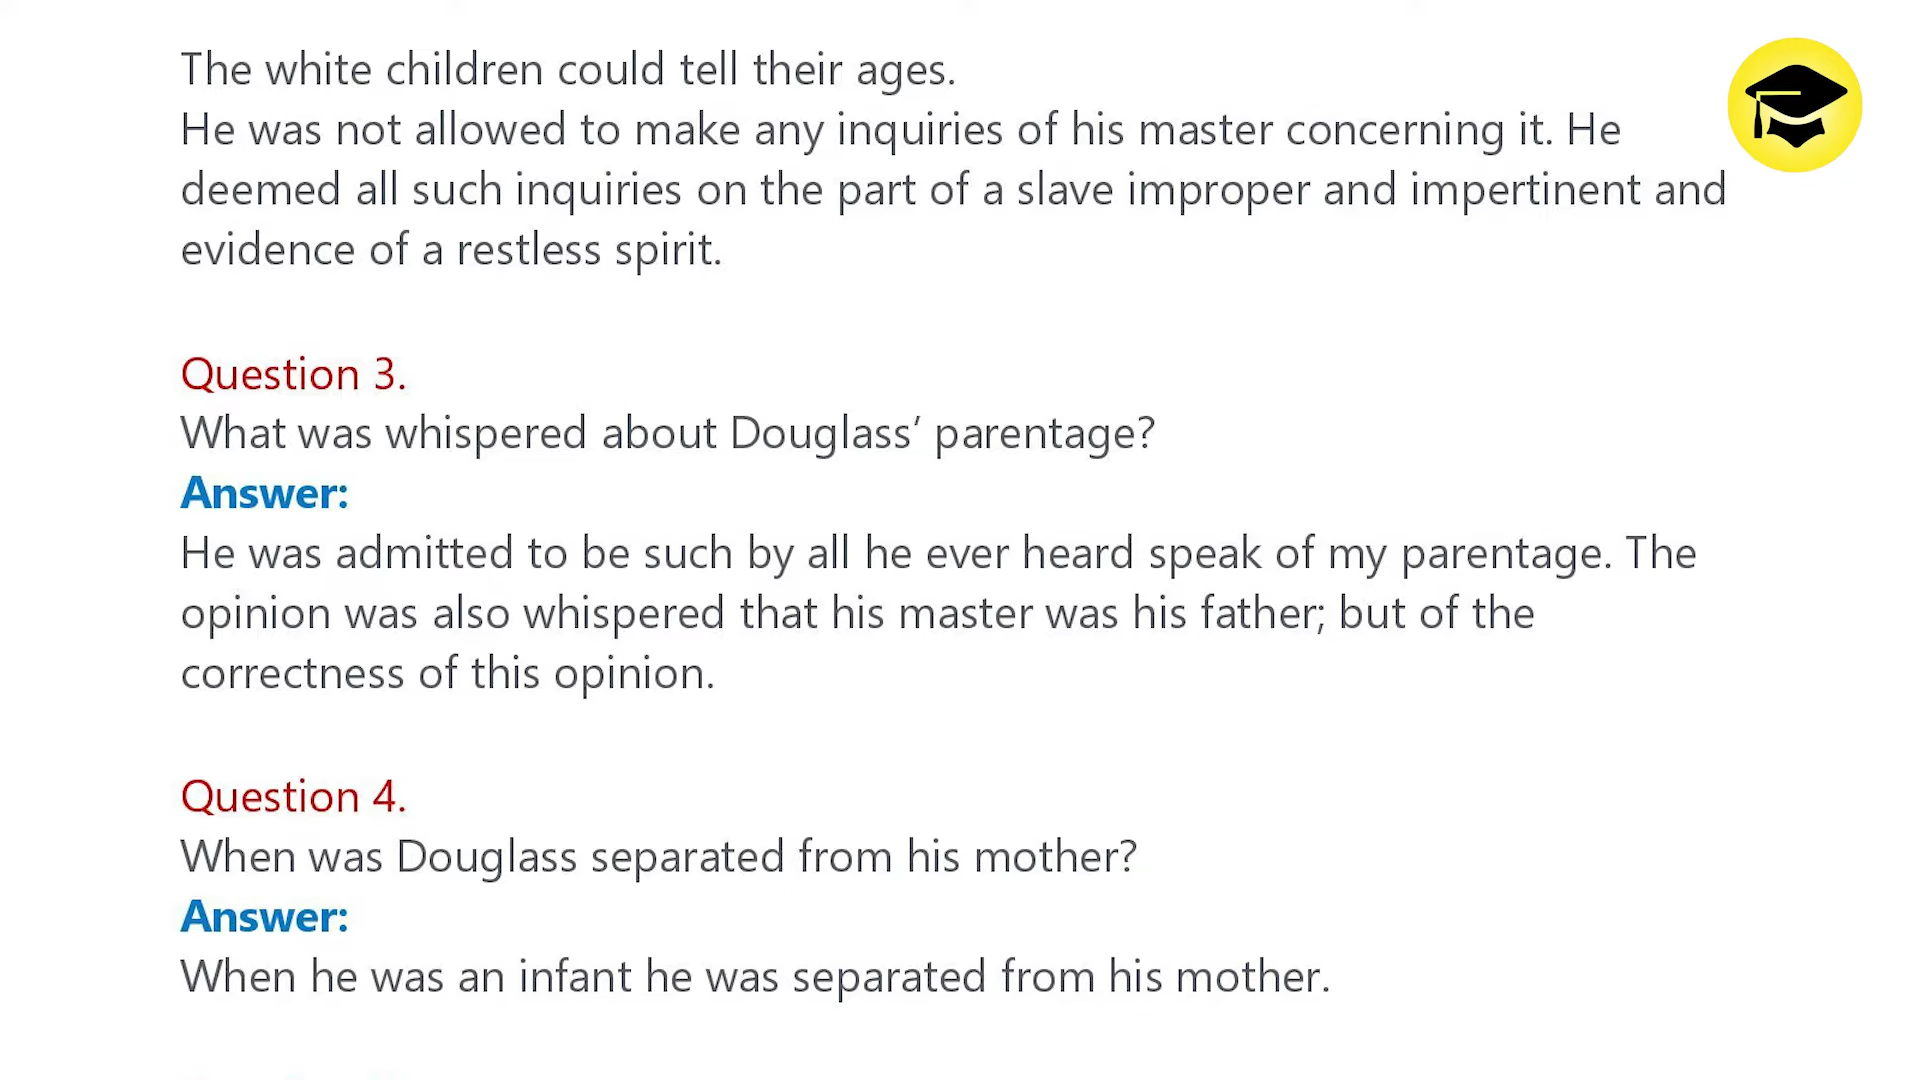 The white children could tell their ages.
He was not allowed to make any inquiries of his master concerning it. He
deemed all such inquiries on the part of a slave improper and impertinent and
evidence of a restless spirit.
Question 3.
What was whispered about Douglass’ parentage?
Answer:
He was admitted to be such by all he ever heard speak of my parentage. The
opinion was also whispered that his master was his father; but of the
correctness of this opinion.
Question 4.
When was Douglass separated from his mother?
Answer:
When he was an infant he was separated from his mother.